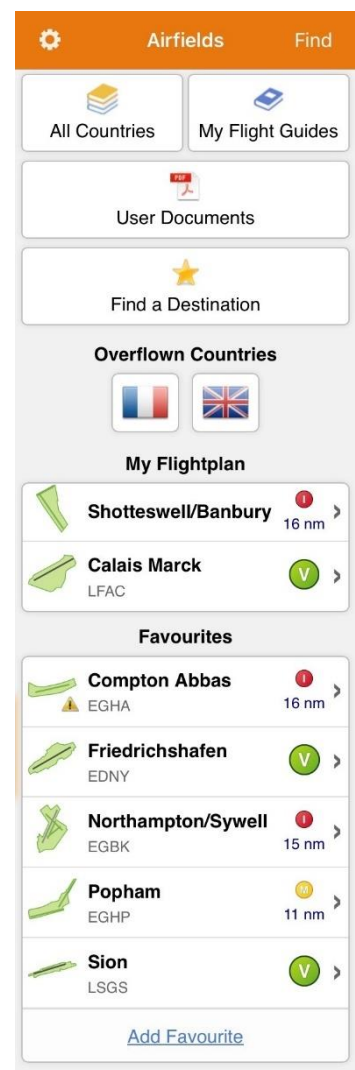 Airfields Find
All Countries My Flight Guides
PDF
User Documents
Find a Destination
Overflown Countries
My Flightplan
Shotteswell/Banbury I
16 nm
Calais Marck V
LFAC
Favourites
Compton Abbas I
EGHA 16 nm
Friedrichshafen V
EDNY
Northampton/Sywell I
EGBK 15 nm
Popham M
EGHP 11 nm
Sion V
LSGS
Add Favourite